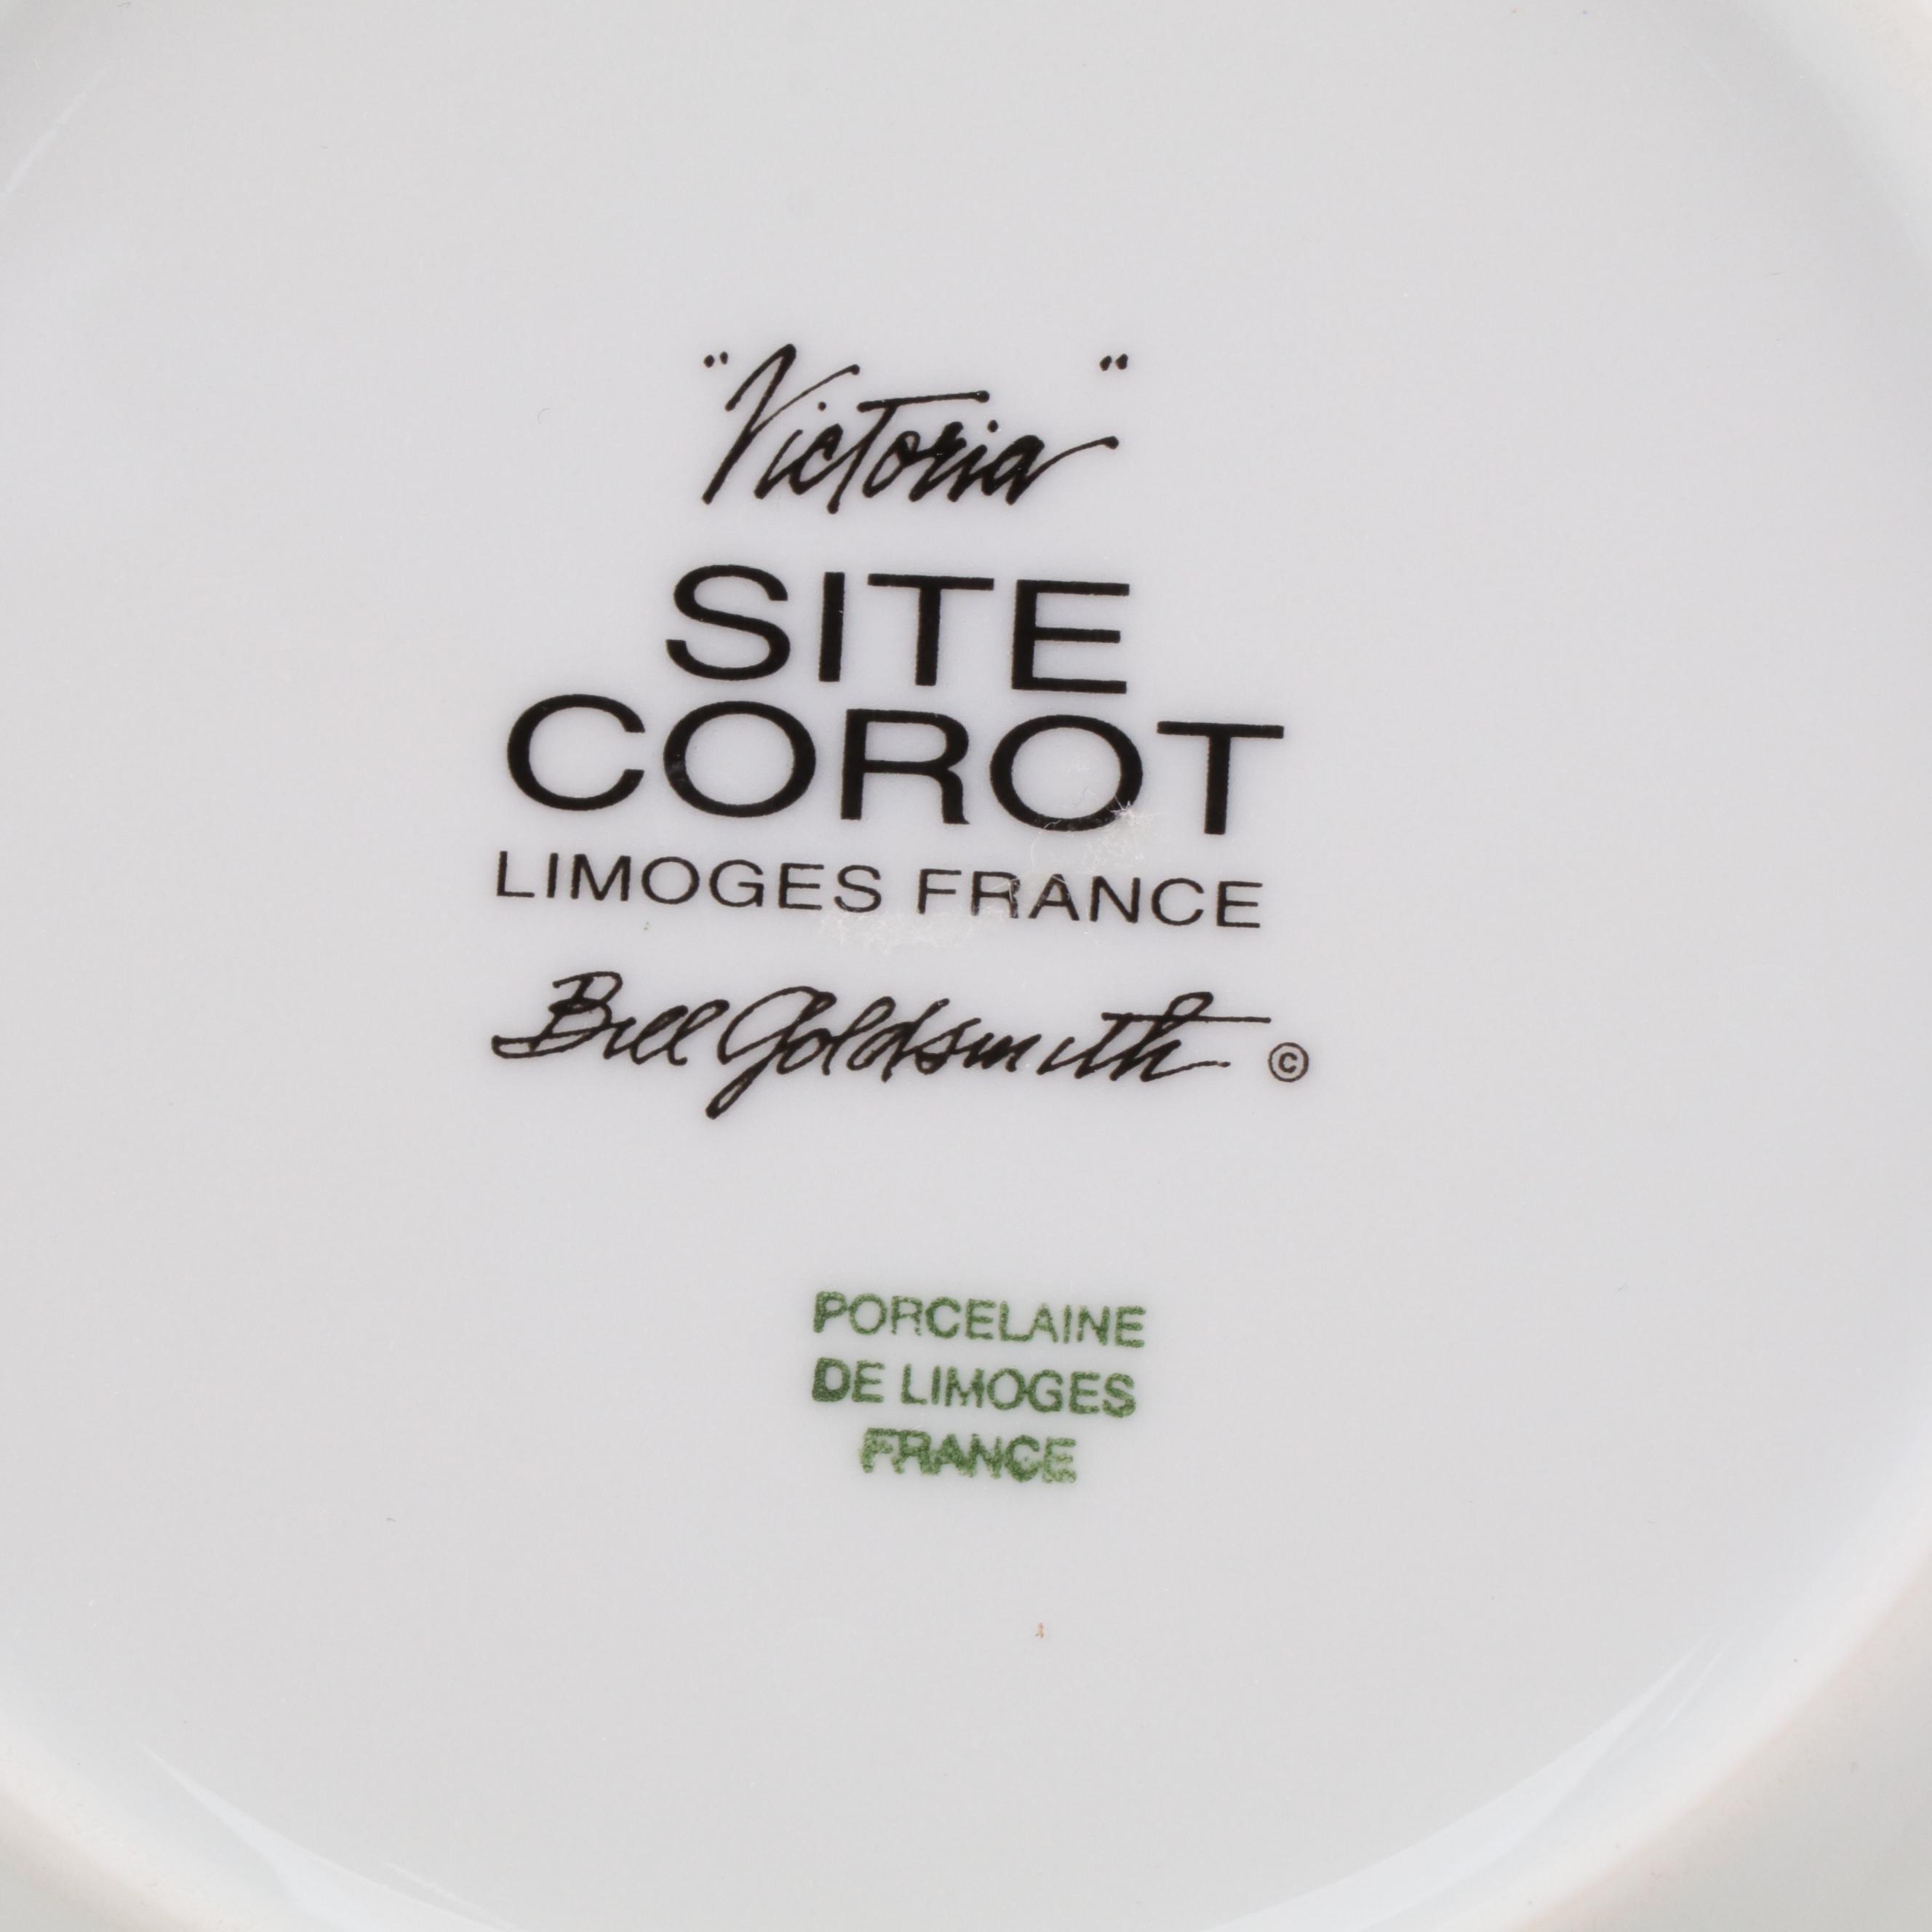 "Victoria"
SITE
COROT
LIMOGES FRANCE
Bill Goldsmith ©
PORCELAINE
DE LIMOGES
FRANCE